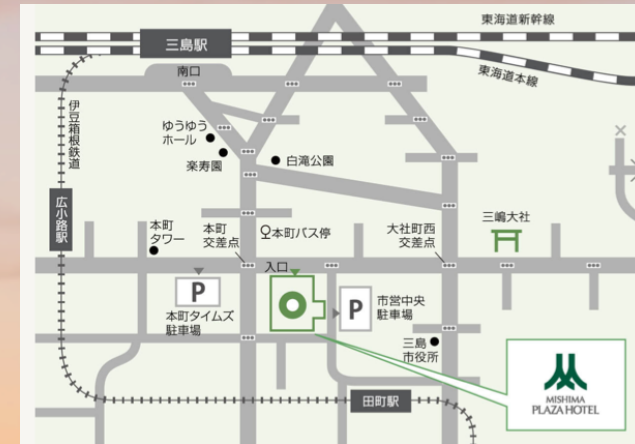 東海道新幹線
三島駅
南口
東海道本線
伊豆箱根鉄道
ゆうゆう
ホール
楽寿園
白滝公園
広小路駅
本町
タワー
本町
交差点
本町バス停
大社町西
交差点
三嶋大社
入口
P
本町タイムズ
駐車場
P
市営中央
駐車場
三島
市役所
田町駅
MISHIMA
PLAZA HOTEL